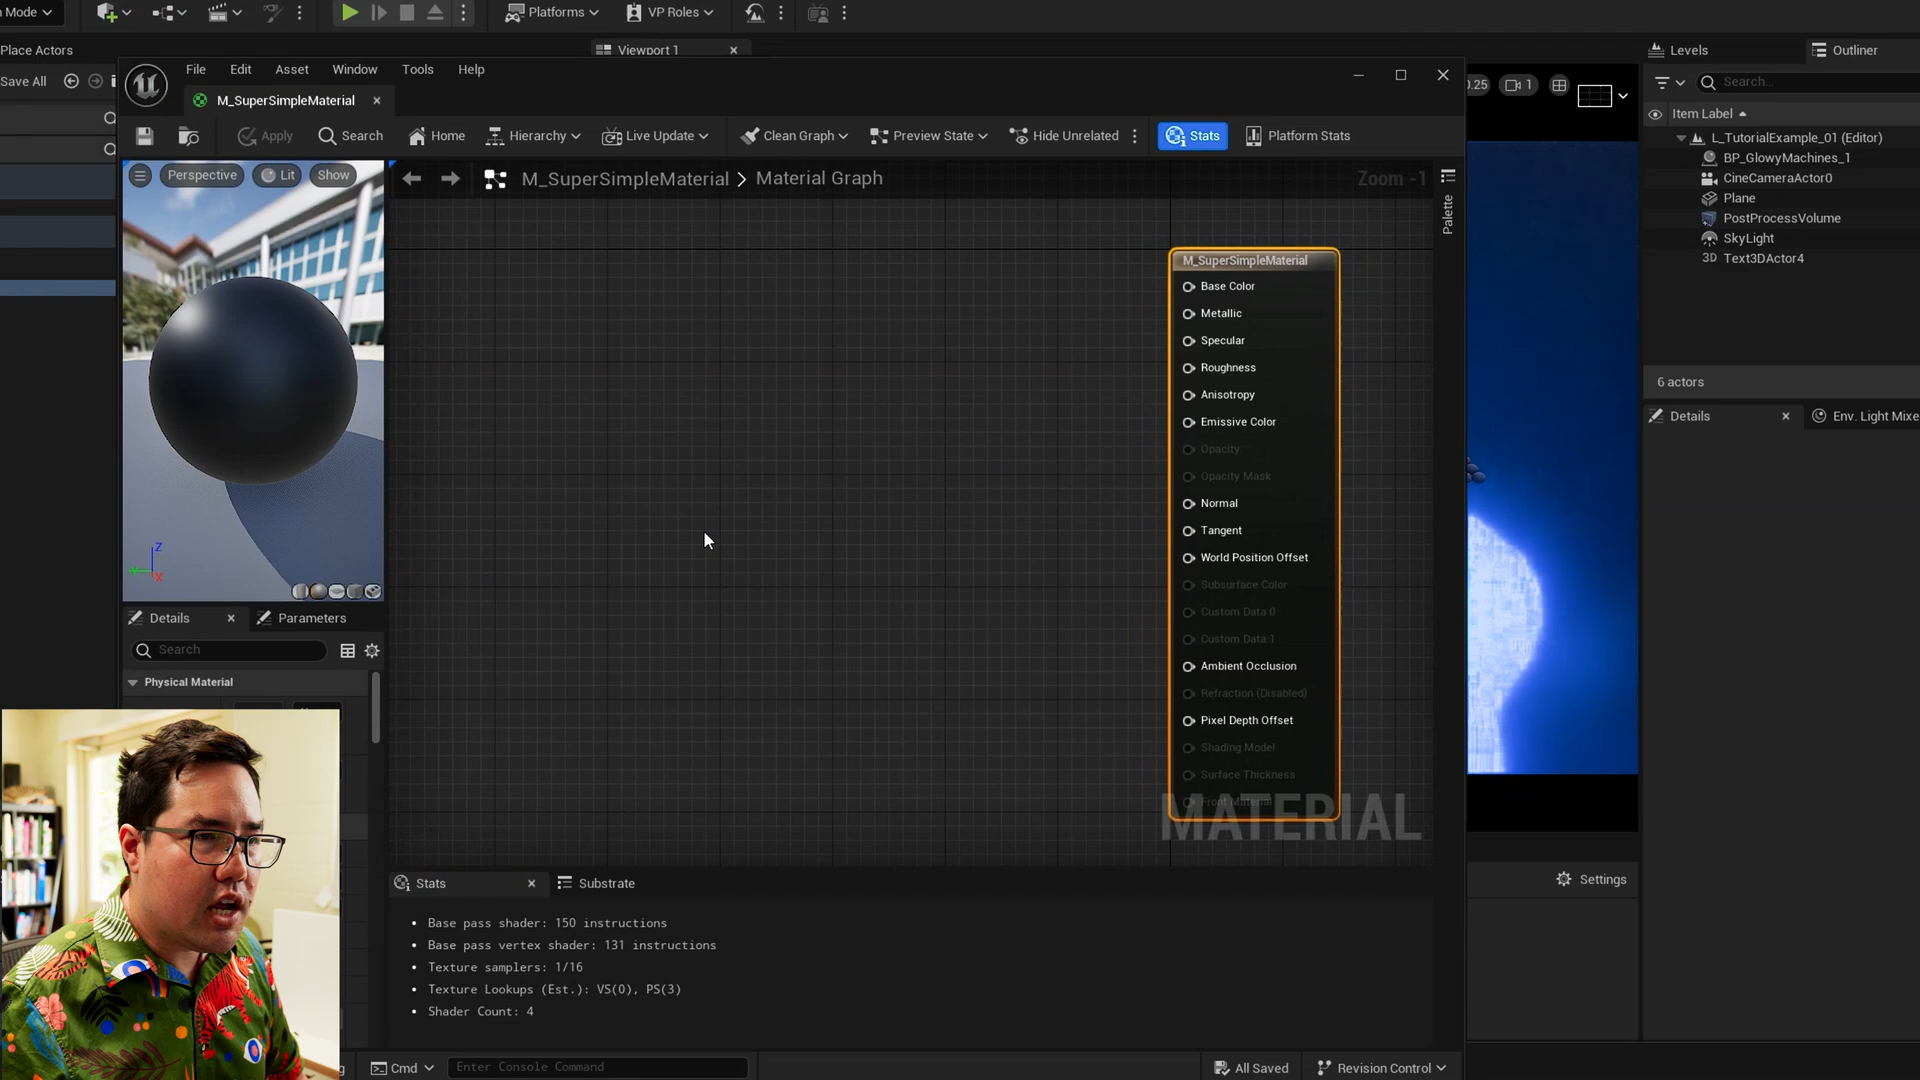 n Mode
Platforms
VP Roles
Place Actors
Viewport 1
Levels
Outliner
File
Edit
Asset
Window
Tools
Help
Save All
.25
1
Search...
M_SuperSimpleMaterial
Item Label
Apply
Search
Home
Hierarchy
Live Update
Clean Graph
Preview State
Hide Unrelated
Stats
Platform Stats
L_TutorialExample_01 (Editor)
BP_GlowyMachines_1
CineCameraActor0
Plane
PostProcessVolume
SkyLight
3D Text3DActor4
Perspective
Lit
Show
M_SuperSimpleMaterial > Material Graph
Zoom -1
Palette
M_SuperSimpleMaterial
Base Color
Metallic
Specular
Roughness
Anisotropy
Emissive Color
Opacity
Opacity Mask
Normal
Tangent
World Position Offset
Subsurface Color
Custom Data 0
Custom Data 1
Ambient Occlusion
Refraction (Disabled)
Pixel Depth Offset
Shading Model
Surface Thickness
Front Material
MATERIAL
6 actors
Details
Env. Light Mixe
Z
X
Details
Parameters
Search
Physical Material
Stats
Substrate
Settings
• Base pass shader: 150 instructions
• Base pass vertex shader: 131 instructions
• Texture samplers: 1/16
• Texture Lookups (Est.): VS(0), PS(3)
• Shader Count: 4
g
Cmd
Enter Console Command
All Saved
Revision Control